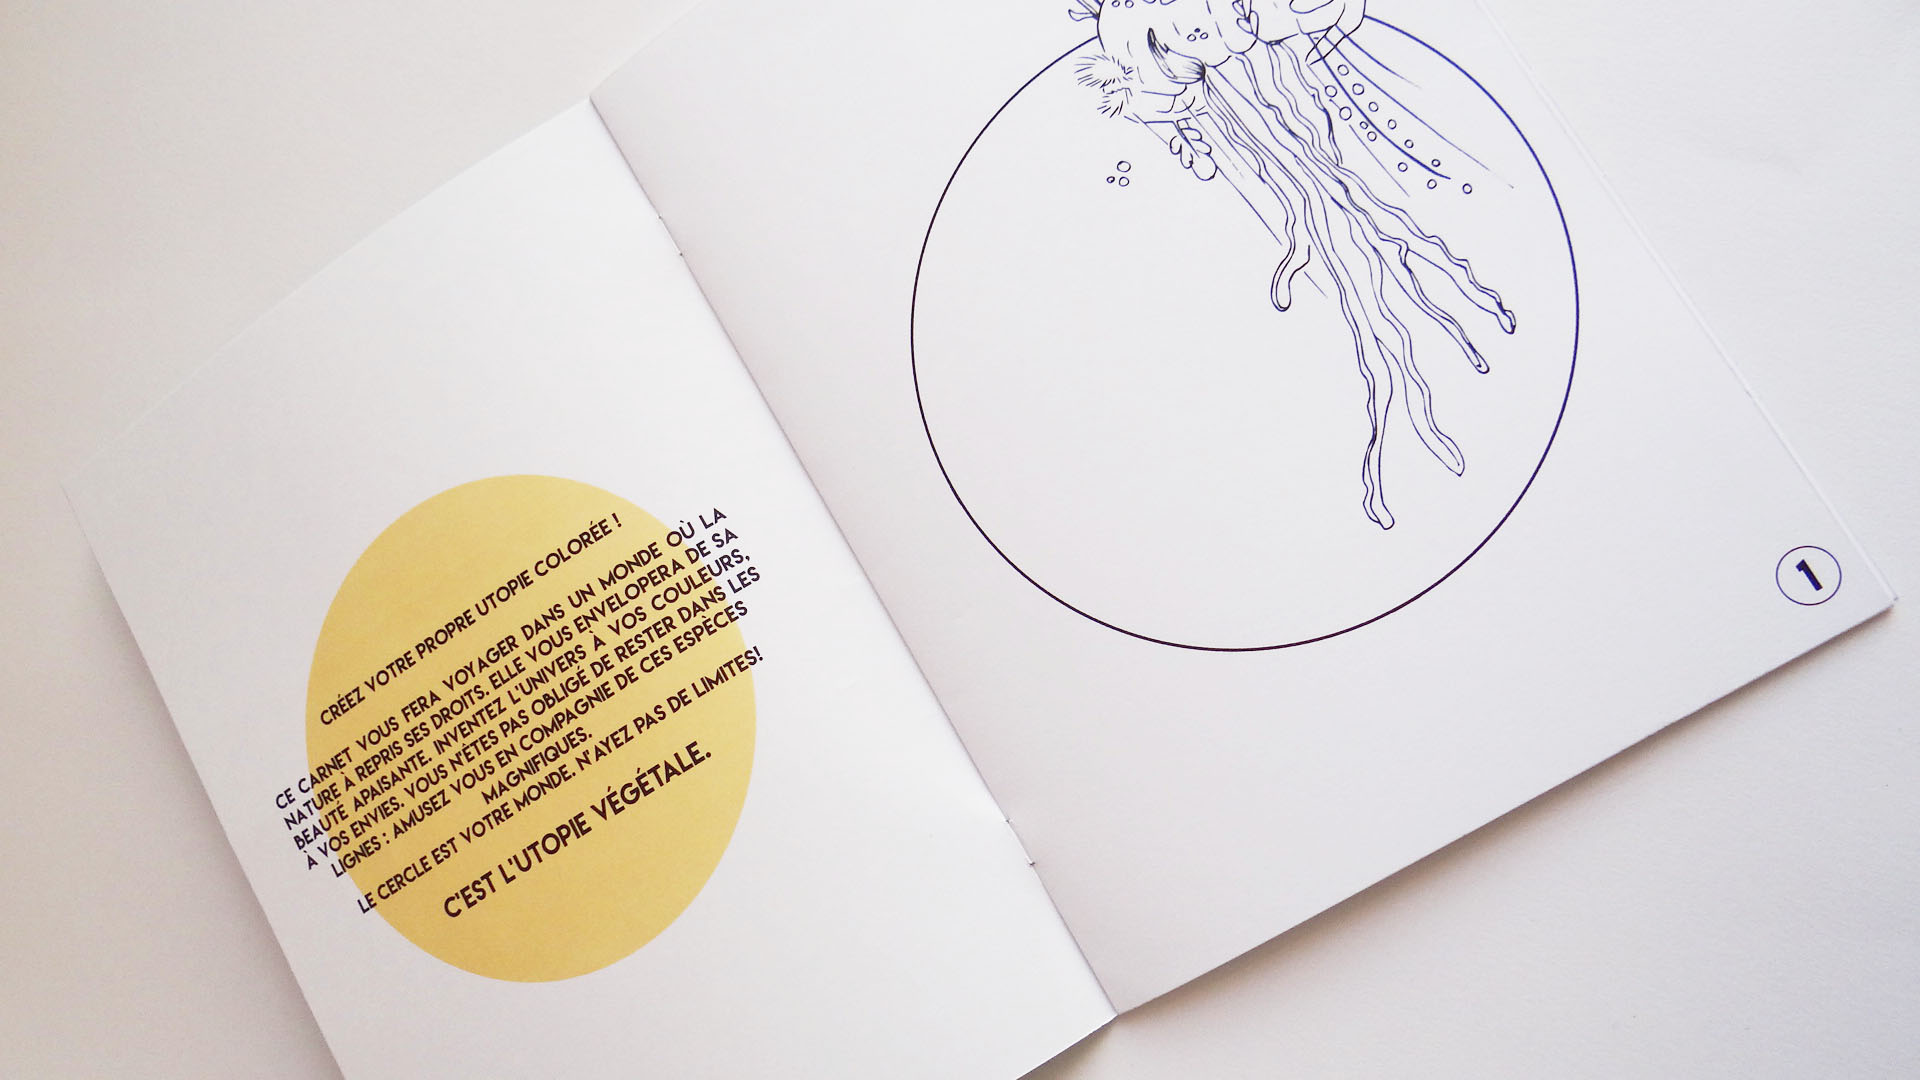 CRÉEZ VOTRE PROPRE UTOPIE COLORÉE !
CE CARNET VOUS FERA VOYAGER DANS UN MONDE OÙ LA
NATURE À REPRIS SES DROITS. ELLE VOUS ENVELOPERA DE SA
BEAUTÉ APAISANTE. INVENTEZ L'UNIVERS À VOS COULEURS,
À VOS ENVIES. VOUS N'ÉTES PAS OBLIGÉ DE RESTER DANS LES
LIGNES : AMUSEZ VOUS EN COMPAGNIE DE CES ESPÈCES
MAGNIFIQUES.
LE CERCLE EST VOTRE MONDE. N'AYEZ PAS DE LIMITES!
C'EST L'UTOPIE VÉGÉTALE.
1